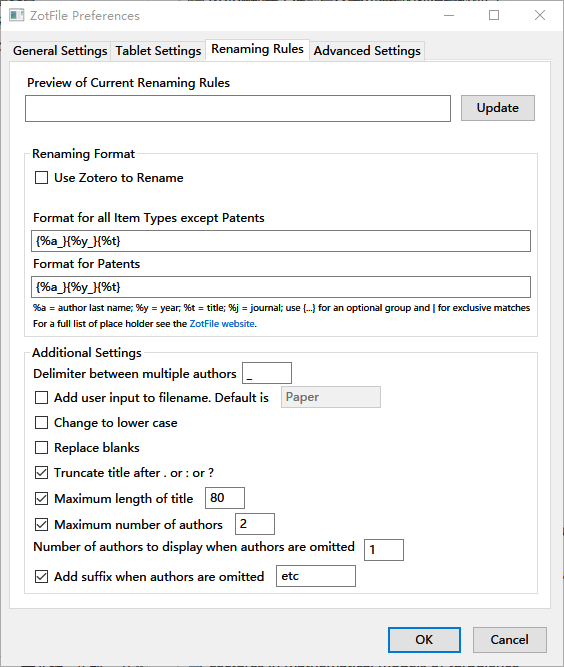 ZotFile Preferences
General Settings Tablet Settings Renaming Rules Advanced Settings
Preview of Current Renaming Rules
Update
Renaming Format
Use Zotero to Rename
Format for all Item Types except Patents
{%a_}{%y_}{%t}
Format for Patents
{%a_}{%y_}{%t}
%a = author last name; %y = year; %t = title; %j = journal; use {...} for an optional group and | for exclusive matches
For a full list of place holder see the ZotFile website.
Additional Settings
Delimiter between multiple authors _
Add user input to filename. Default is Paper
Change to lower case
Replace blanks
Truncate title after . or : or ?
Maximum length of title 80
Maximum number of authors 2
Number of authors to display when authors are omitted 1
Add suffix when authors are omitted etc
OK Cancel